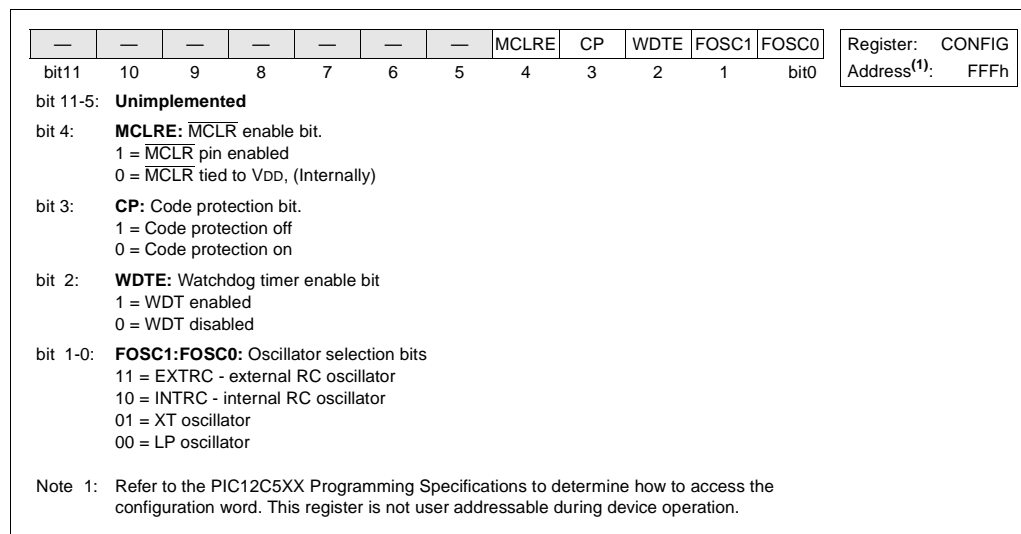 — — — — — — — MCLRE CP WDTE FOSC1 FOSC0
bit11 10 9 8 7 6 5 4 3 2 1 bit0
Register: CONFIG
Address(1): FFFh
bit 11-5: Unimplemented
bit 4: MCLRE: MCLR enable bit.
1 = MCLR pin enabled
0 = MCLR tied to VDD, (Internally)
bit 3: CP: Code protection bit.
1 = Code protection off
0 = Code protection on
bit 2: WDTE: Watchdog timer enable bit
1 = WDT enabled
0 = WDT disabled
bit 1-0: FOSC1:FOSC0: Oscillator selection bits
11 = EXTRC - external RC oscillator
10 = INTRC - internal RC oscillator
01 = XT oscillator
00 = LP oscillator
Note 1: Refer to the PIC12C5XX Programming Specifications to determine how to access the
configuration word. This register is not user addressable during device operation.